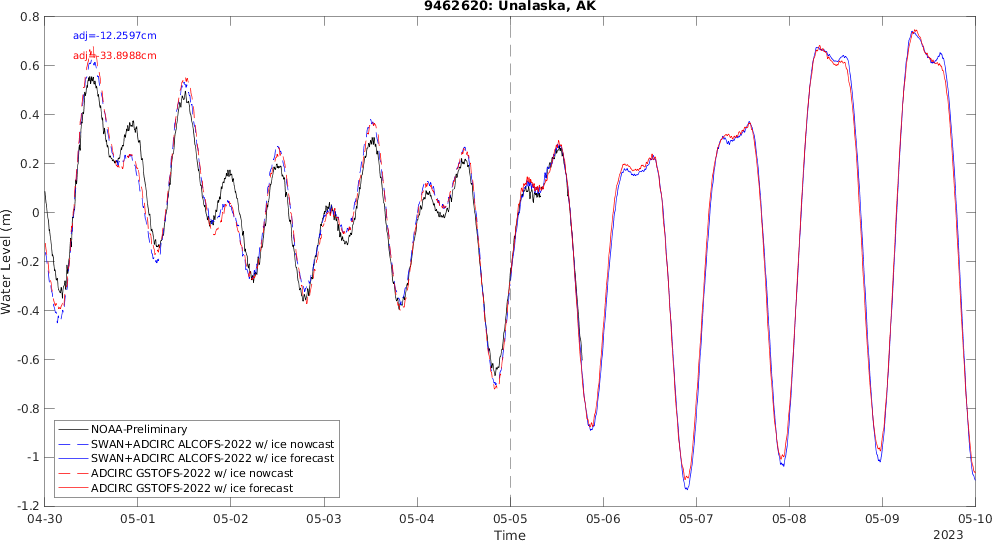 9462620: Unalaska, AK
adj=-12.2597cm
adj=-33.8988cm
Water Level (m)
0.8
0.6
0.4
0.2
0
-0.2
-0.4
-0.6
-0.8
-1
-1.2
NOAA-Preliminary
SWAN+ADCIRC ALCOFS-2022 w/ ice nowcast
SWAN+ADCIRC ALCOFS-2022 w/ ice forecast
ADCIRC GSTOFS-2022 w/ ice nowcast
ADCIRC GSTOFS-2022 w/ ice forecast
04-30 05-01 05-02 05-03 05-04 05-05 05-06 05-07 05-08 05-09 05-10
Time
2023